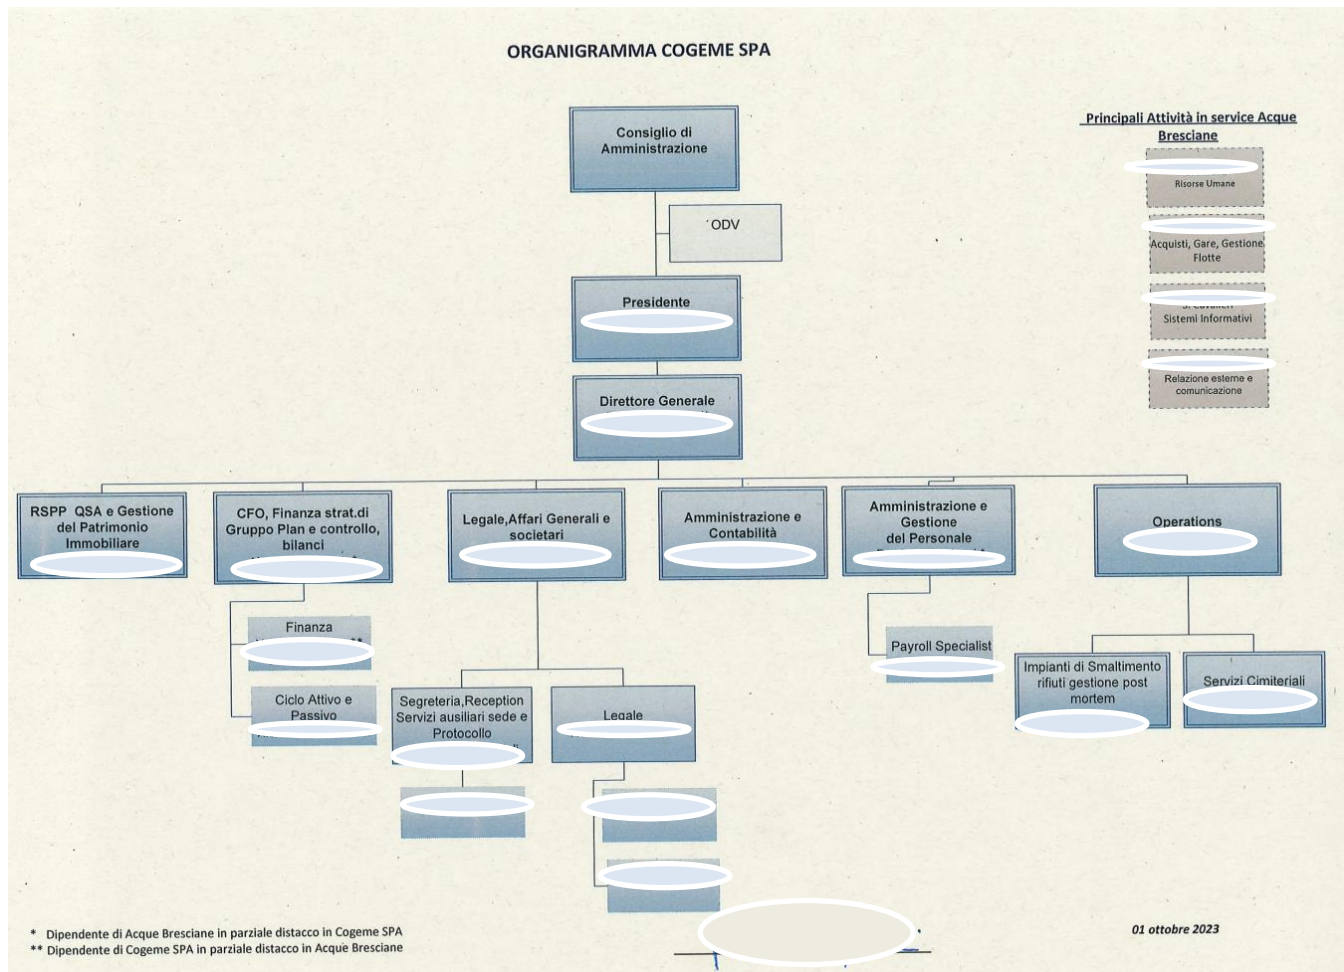 ORGANIGRAMMA COGEME SPA
Consiglio di
Amministrazione
ODV
Presidente
Direttore Generale
Principali Attività in service Acque
Bresciane
Risorse Umane
Acquisti, Gare, Gestione
Flotte
Sistemi Informativi
Relazione esterne e
comunicazione
RSPP QSA e Gestione
del Patrimonio
Immobiliare
CFO, Finanza strat.di
Gruppo Plan e controllo,
bilanci
Legale,Affari Generali e
societari
Amministrazione e
Contabilità
Amministrazione e
Gestione
del Personale
Operations
Finanza
**
Ciclo Attivo e
Passivo
Segreteria,Reception
Servizi ausiliari sede e
Protocollo
Legale
Payroll Specialist
Impianti di Smaltimento
rifiuti gestione post
mortem
Servizi Cimiteriali
* Dipendente di Acque Bresciane in parziale distacco in Cogeme SPA
** Dipendente di Cogeme SPA in parziale distacco in Acque Bresciane
01 ottobre 2023